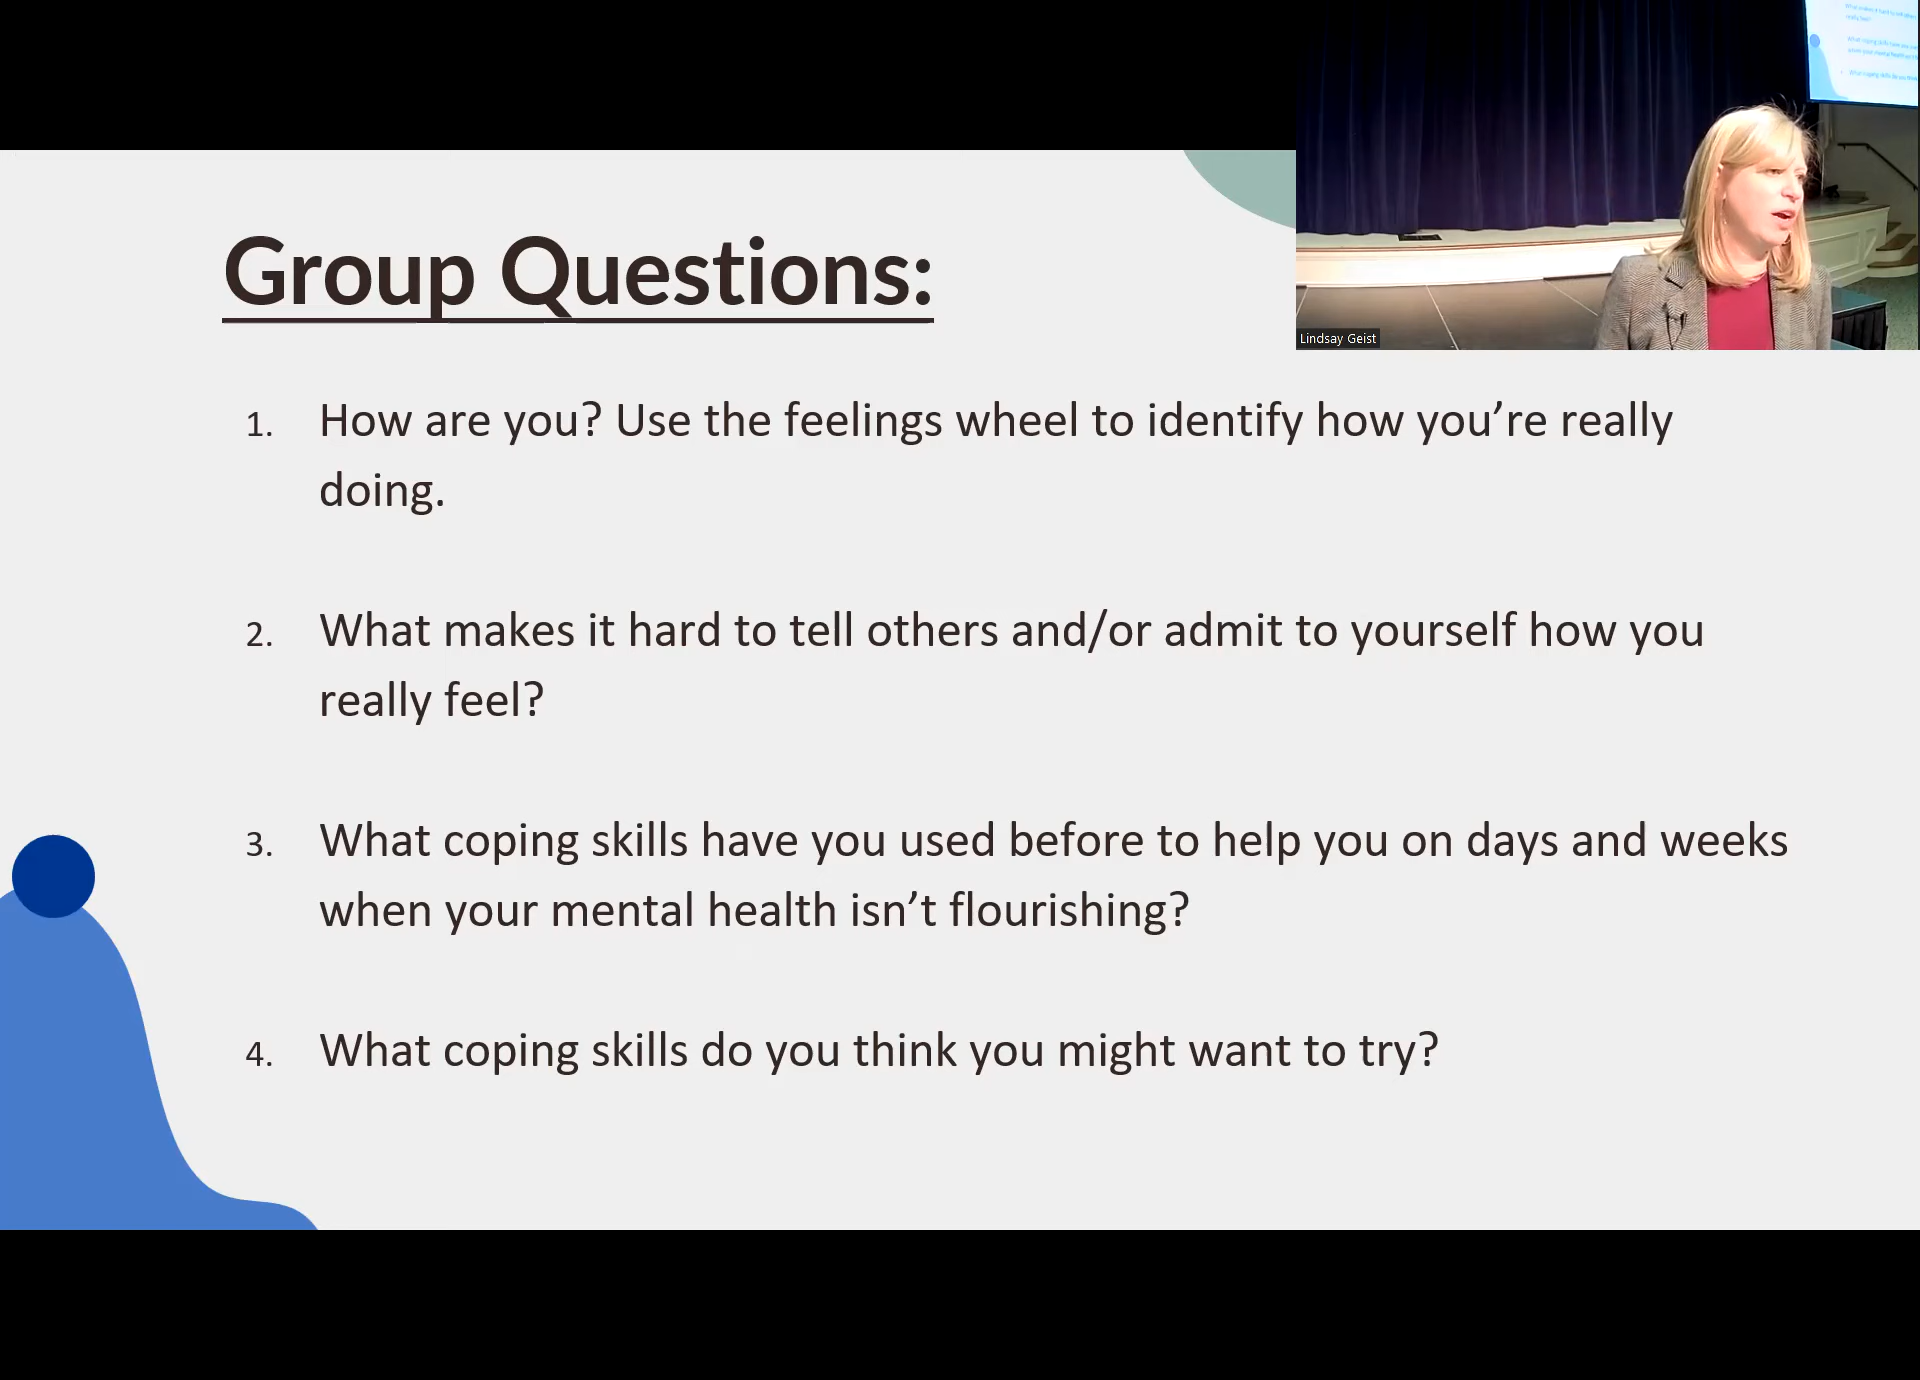 Group Questions:
1. How are you? Use the feelings wheel to identify how you’re really
doing.
2. What makes it hard to tell others and/or admit to yourself how you
really feel?
3. What coping skills have you used before to help you on days and weeks
when your mental health isn’t flourishing?
4. What coping skills do you think you might want to try?
Lindsay Geist